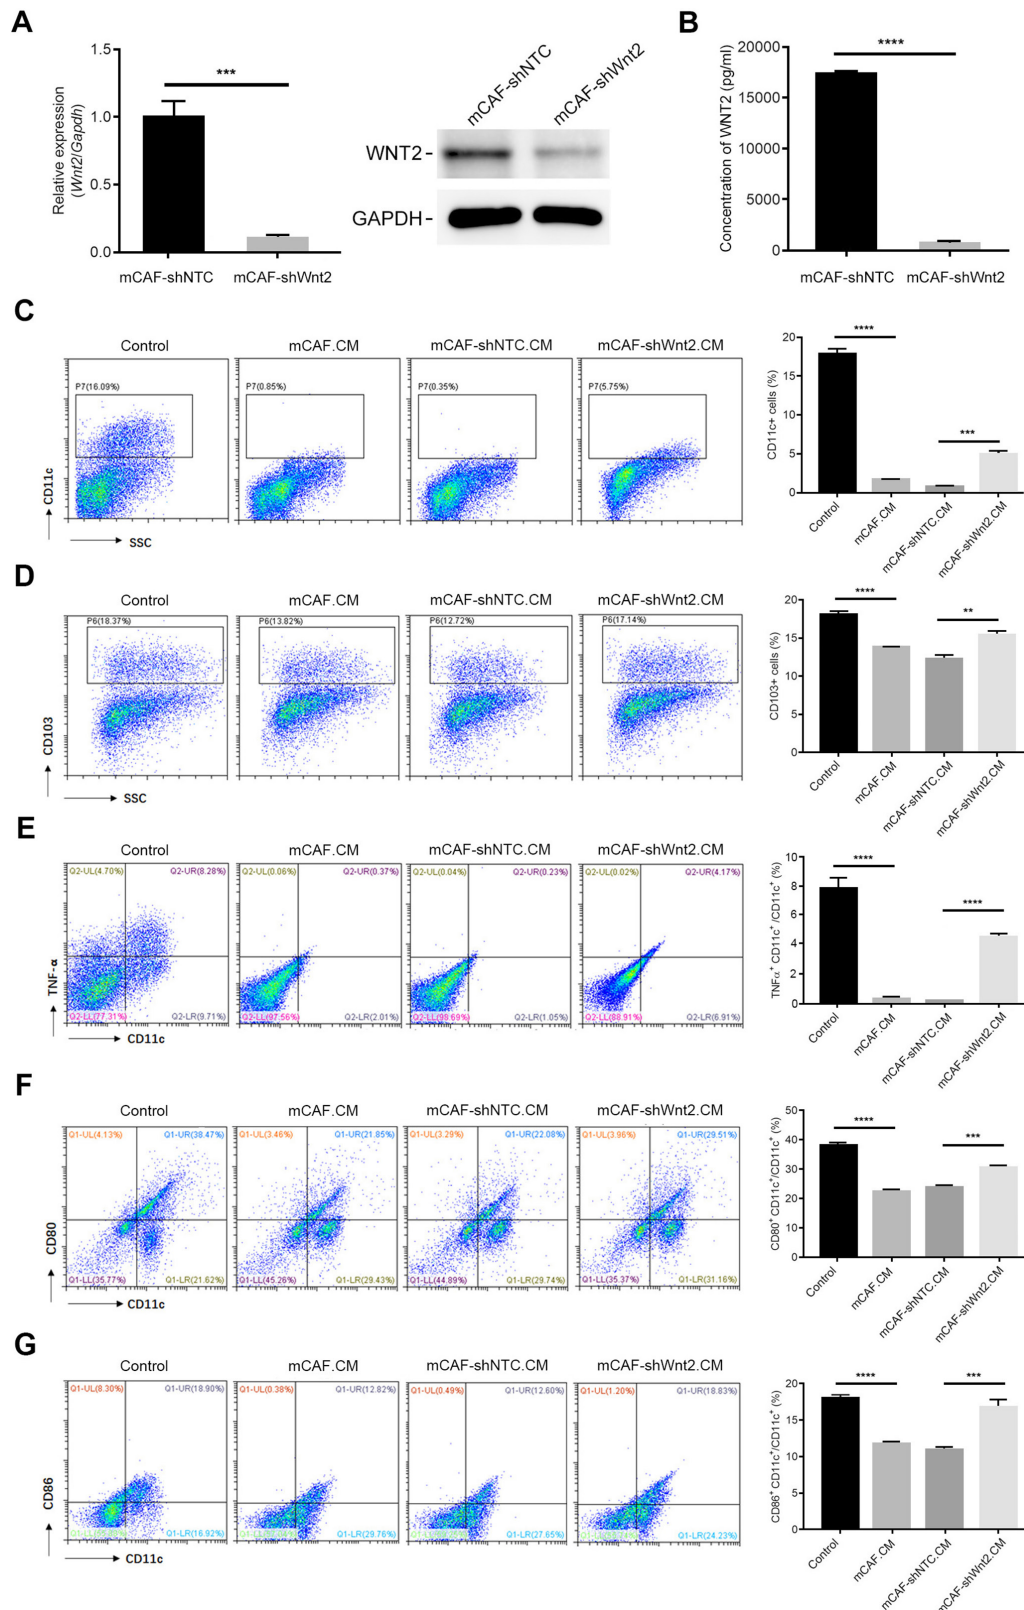 A
B
1.5
1.0
0.5
0.0
Relative expression
(Wnt2/Gapdh)
***
mCAF-shNTC
mCAF-shWnt2
mCAF-shNTC
mCAF-shWnt2
WNT2
GAPDH
20000
15000
10000
5000
0
Concentration of WNT2 (pg/ml)
****
mCAF-shNTC
mCAF-shWnt2
C
Control
mCAF.CM
mCAF-shNTC.CM
mCAF-shWnt2.CM
P7(16.09%)
P7(0.85%)
P7(0.35%)
P7(5.75%)
CD11c
SSC
20
15
10
5
0
CD11c+ cells (%)
****
***
Control
mCAF.CM
mCAF-shNTC.CM
mCAF-shWnt2.CM
D
Control
mCAF.CM
mCAF-shNTC.CM
mCAF-shWnt2.CM
P6(18.37%)
P6(13.82%)
P6(12.72%)
P6(17.14%)
CD103
SSC
20
15
10
5
0
CD103+ cells (%)
****
**
Control
mCAF.CM
mCAF-shNTC.CM
mCAF-shWnt2.CM
E
Control
mCAF.CM
mCAF-shNTC.CM
mCAF-shWnt2.CM
Q2-UL(4.70%)
Q2-UR(8.28%)
Q2-UL(0.06%)
Q2-UR(0.37%)
Q2-UL(0.04%)
Q2-UR(0.23%)
Q2-UL(0.02%)
Q2-UR(4.17%)
Q2-LL(77.31%)
Q2-LR(9.71%)
Q2-LL(97.56%)
Q2-LR(2.01%)
Q2-LL(98.69%)
Q2-LR(1.05%)
Q2-LL(88.91%)
Q2-LR(6.91%)
TNF-α
CD11c
10
8
6
4
2
0
TNFα⁺ CD11c⁺ /CD11c⁺ (%)
****
****
Control
mCAF.CM
mCAF-shNTC.CM
mCAF-shWnt2.CM
F
Control
mCAF.CM
mCAF-shNTC.CM
mCAF-shWnt2.CM
Q1-UL(4.13%)
Q1-UR(38.47%)
Q1-UL(3.46%)
Q1-UR(21.85%)
Q1-UL(3.29%)
Q1-UR(22.08%)
Q1-UL(3.96%)
Q1-UR(29.51%)
Q1-LL(35.77%)
Q1-LR(21.62%)
Q1-LL(45.26%)
Q1-LR(29.43%)
Q1-LL(44.89%)
Q1-LR(29.74%)
Q1-LL(35.37%)
Q1-LR(31.16%)
CD80
CD11c
50
40
30
20
10
0
CD80⁺ CD11c⁺/CD11c⁺ (%)
****
***
Control
mCAF.CM
mCAF-shNTC.CM
mCAF-shWnt2.CM
G
Control
mCAF.CM
mCAF-shNTC.CM
mCAF-shWnt2.CM
Q1-UL(8.30%)
Q1-UR(18.90%)
Q1-UL(0.38%)
Q1-UR(12.82%)
Q1-UL(0.49%)
Q1-UR(12.60%)
Q1-UL(1.20%)
Q1-UR(18.83%)
Q1-LR(16.92%)
Q1-LR(29.76%)
Q1-LR(27.65%)
Q1-LR(24.23%)
CD86
CD11c
20
15
10
5
0
CD86⁺ CD11c⁺/CD11c⁺ (%)
****
***
Control
mCAF.CM
mCAF-shNTC.CM
mCAF-shWnt2.CM